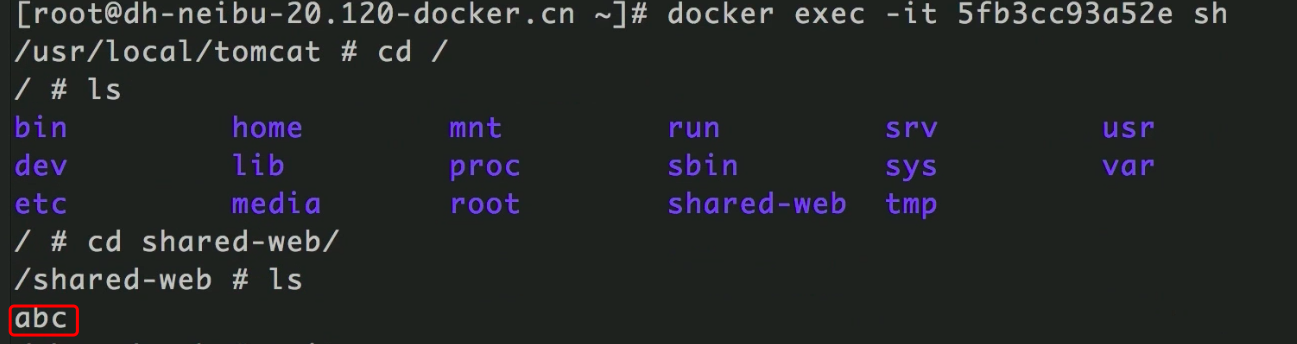 [root@dh-neibu-20.120-docker.cn ~]# docker exec -it 5fb3cc93a52e sh
/usr/local/tomcat # cd /
/ # ls
bin home mnt run srv usr
dev lib proc sbin sys var
etc media root shared-web tmp
/ # cd shared-web/
/shared-web # ls
abc